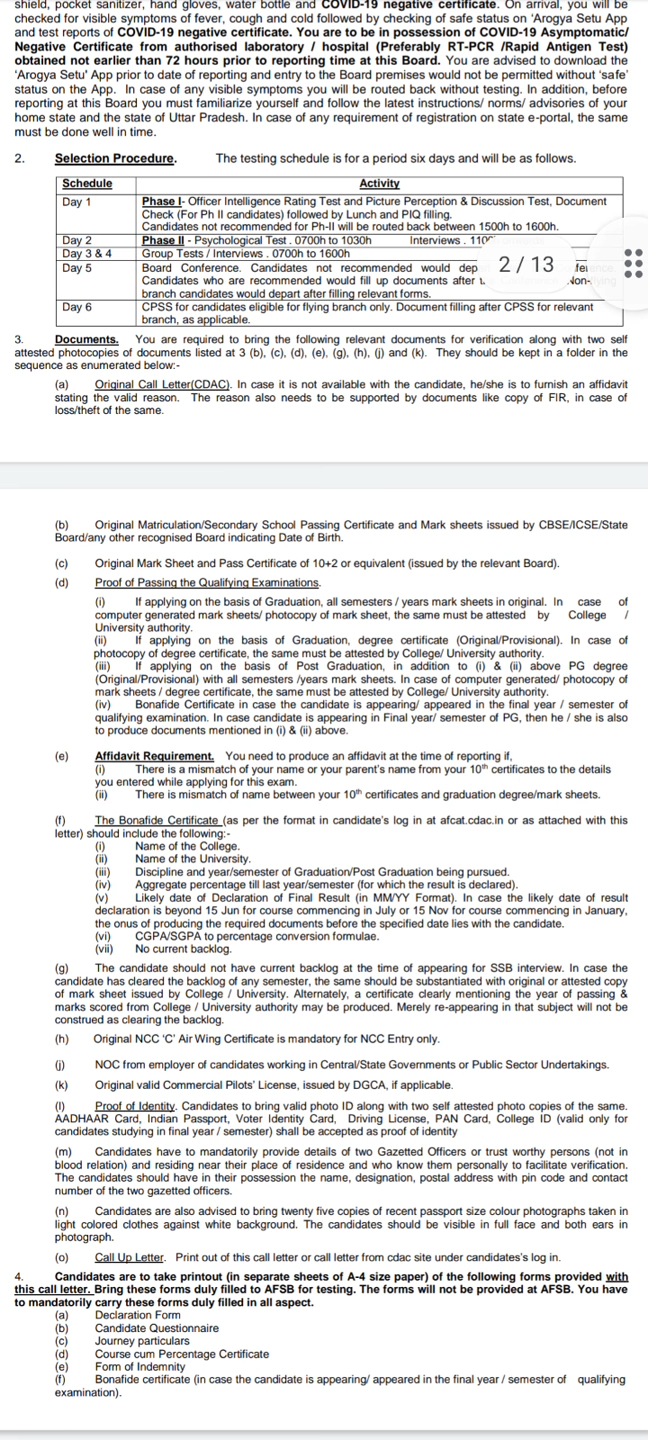 shield, pocket sanitizer, hand gloves, water bottle and COVID-19 negative certificate. On arrival, you will be
checked for visible symptoms of fever, cough and cold followed by checking of safe status on 'Arogya Setu App
and test reports of COVID-19 negative certificate. You are to be in possession of COVID-19 Asymptomatic/
Negative Certificate from authorised laboratory / hospital (Preferably RT-PCR /Rapid Antigen Test)
obtained not earlier than 72 hours prior to reporting time at this Board. You are advised to download the
'Arogya Setu' App prior to date of reporting and entry to the Board premises would not be permitted without 'safe'
status on the App. In case of any visible symptoms you will be routed back without testing. In addition, before
reporting at this Board you must familiarize yourself and follow the latest instructions/ norms/ advisories of your
home state and the state of Uttar Pradesh. In case of any requirement of registration on state e-portal, the same
must be done well in time.
2. Selection Procedure. The testing schedule is for a period six days and will be as follows.
Schedule Activity
Day 1 Phase I- Officer Intelligence Rating Test and Picture Perception & Discussion Test, Document
Check (For Ph II candidates) followed by Lunch and PIQ filling.
Candidates not recommended for Ph-II will be routed back between 1500h to 1600h.
Day 2 Phase II - Psychological Test . 0700h to 1030h Interviews .
Day 3 & 4 Group Tests / Interviews . 0700h to 1600h
Day 5 Board Conference. Candidates not recommended would
2 / 13
Candidates who are recommended would fill up documents after
branch candidates would depart after filling relevant forms.
Day 6 CPSS for candidates eligible for flying branch only. Document filling after CPSS for relevant
branch, as applicable.
3. Documents. You are required to bring the following relevant documents for verification along with two self
attested photocopies of documents listed at 3 (b), (c), (d), (e), (g), (h), (j) and (k). They should be kept in a folder in the
sequence as enumerated below:-
(a) Original Call Letter(CDAC). In case it is not available with the candidate, he/she is to furnish an affidavit
stating the valid reason. The reason also needs to be supported by documents like copy of FIR, in case of
loss/theft of the same.
(b) Original Matriculation/Secondary School Passing Certificate and Mark sheets issued by CBSE/ICSE/State
Board/any other recognised Board indicating Date of Birth.
(c) Original Mark Sheet and Pass Certificate of 10+2 or equivalent (issued by the relevant Board).
(d) Proof of Passing the Qualifying Examinations.
(i) If applying on the basis of Graduation, all semesters / years mark sheets in original. In case of
computer generated mark sheets/ photocopy of mark sheet, the same must be attested by College /
University authority.
(ii) If applying on the basis of Graduation, degree certificate (Original/Provisional). In case of
photocopy of degree certificate, the same must be attested by College/ University authority.
(iii) If applying on the basis of Post Graduation, in addition to (i) & (ii) above PG degree
(Original/Provisional) with all semesters /years mark sheets. In case of computer generated/ photocopy of
mark sheets / degree certificate, the same must be attested by College/ University authority.
(iv) Bonafide Certificate in case the candidate is appearing/ appeared in the final year / semester of
qualifying examination. In case candidate is appearing in Final year/ semester of PG, then he / she is also
to produce documents mentioned in (i) & (ii) above.
(e) Affidavit Requirement. You need to produce an affidavit at the time of reporting if,
(i) There is a mismatch of your name or your parent's name from your 10th certificates to the details
you entered while applying for this exam.
(ii) There is mismatch of name between your 10th certificates and graduation degree/mark sheets.
(f) The Bonafide Certificate (as per the format in candidate's log in at afcat.cdac.in or as attached with this
letter) should include the following:-
(i) Name of the College.
(ii) Name of the University.
(iii) Discipline and year/semester of Graduation/Post Graduation being pursued.
(iv) Aggregate percentage till last year/semester (for which the result is declared).
(v) Likely date of Declaration of Final Result (in MM/YY Format). In case the likely date of result
declaration is beyond 15 Jun for course commencing in July or 15 Nov for course commencing in January,
the onus of producing the required documents before the specified date lies with the candidate.
(vi) CGPA/SGPA to percentage conversion formulae.
(vii) No current backlog.
(g) The candidate should not have current backlog at the time of appearing for SSB interview. In case the
candidate has cleared the backlog of any semester, the same should be substantiated with original or attested copy
of mark sheet issued by College / University. Alternately, a certificate clearly mentioning the year of passing &
marks scored from College / University authority may be produced. Merely re-appearing in that subject will not be
construed as clearing the backlog.
(h) Original NCC 'C' Air Wing Certificate is mandatory for NCC Entry only.
(j) NOC from employer of candidates working in Central/State Governments or Public Sector Undertakings.
(k) Original valid Commercial Pilots' License, issued by DGCA, if applicable.
(l) Proof of Identity. Candidates to bring valid photo ID along with two self attested photo copies of the same.
AADHAAR Card, Indian Passport, Voter Identity Card, Driving License, PAN Card, College ID (valid only for
candidates studying in final year / semester) shall be accepted as proof of identity
(m) Candidates have to mandatorily provide details of two Gazetted Officers or trust worthy persons (not in
blood relation) and residing near their place of residence and who know them personally to facilitate verification.
The candidates should have in their possession the name, designation, postal address with pin code and contact
number of the two gazetted officers.
(n) Candidates are also advised to bring twenty five copies of recent passport size colour photographs taken in
light colored clothes against white background. The candidates should be visible in full face and both ears in
photograph.
(o) Call Up Letter. Print out of this call letter or call letter from cdac site under candidates's log in.
4. Candidates are to take printout (in separate sheets of A-4 size paper) of the following forms provided with
this call letter. Bring these forms duly filled to AFSB for testing. The forms will not be provided at AFSB. You have
to mandatorily carry these forms duly filled in all aspect.
(a) Declaration Form
(b) Candidate Questionnaire
(c) Journey particulars
(d) Course cum Percentage Certificate
(e) Form of Indemnity
(f) Bonafide certificate (in case the candidate is appearing/ appeared in the final year / semester of qualifying
examination).